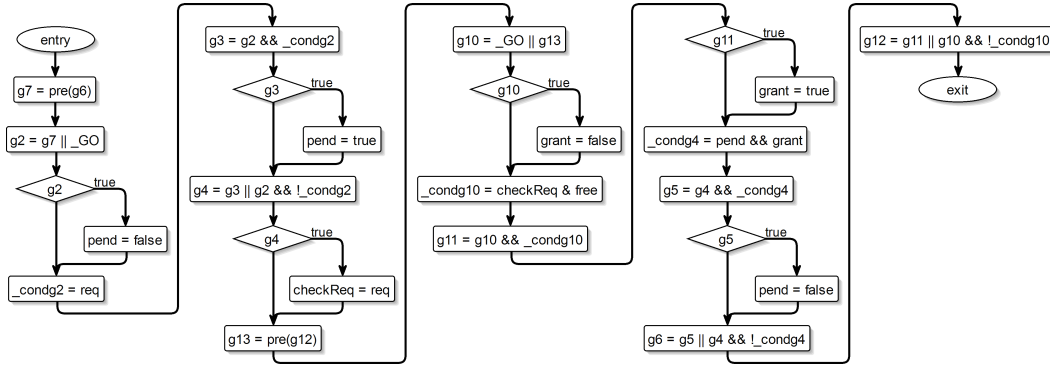 entry
g7 = pre(g6)
g2 = g7 || _GO
g2
true
pend = false
_condg2 = req
g3 = g2 && _condg2
g3
true
pend = true
g4 = g3 || g2 && !_condg2
g4
true
checkReq = req
g13 = pre(g12)
g10 = _GO || g13
g10
true
grant = false
_condg10 = checkReq & free
g11 = g10 && _condg10
g11
true
grant = true
_condg4 = pend && grant
g5 = g4 && _condg4
g5
true
pend = false
g6 = g5 || g4 && !_condg4
g12 = g11 || g10 && !_condg10
exit